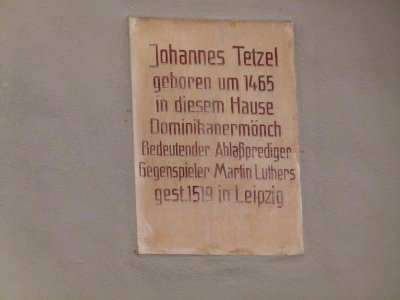 Johannes Tetzel
geboren um 1465
in diesem Hause
Dominikanermönch
Bedeutender Ablaßprediger
Gegenspieler Martin Luthers
gest. 1519 in Leipzig